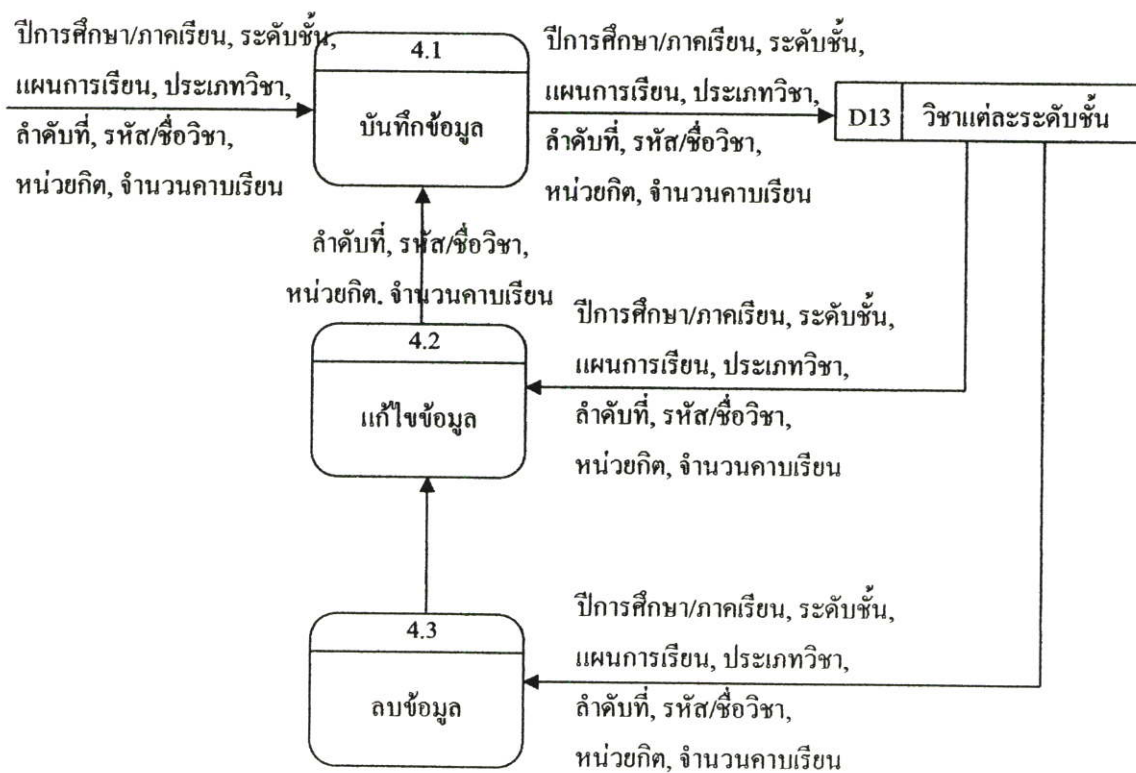 ปีการศึกษา/ภาคเรียน, ระดับชั้น,
แผนการเรียน, ประเภทวิชา,
ลำดับที่, รหัส/ชื่อวิชา,
หน่วยกิต, จำนวนคาบเรียน
4.1
บันทึกข้อมูล
ปีการศึกษา/ภาคเรียน, ระดับชั้น,
แผนการเรียน, ประเภทวิชา,
ลำดับที่, รหัส/ชื่อวิชา,
หน่วยกิต, จำนวนคาบเรียน
D13 วิชาแต่ละระดับชั้น
ลำดับที่, รหัส/ชื่อวิชา,
หน่วยกิต. จำนวนคาบเรียน
4.2
แก้ไขข้อมูล
ปีการศึกษา/ภาคเรียน, ระดับชั้น,
แผนการเรียน, ประเภทวิชา,
ลำดับที่, รหัส/ชื่อวิชา,
หน่วยกิต, จำนวนคาบเรียน
4.3
ลบข้อมูล
ปีการศึกษา/ภาคเรียน, ระดับชั้น,
แผนการเรียน, ประเภทวิชา,
ลำดับที่, รหัส/ชื่อวิชา,
หน่วยกิต, จำนวนคาบเรียน